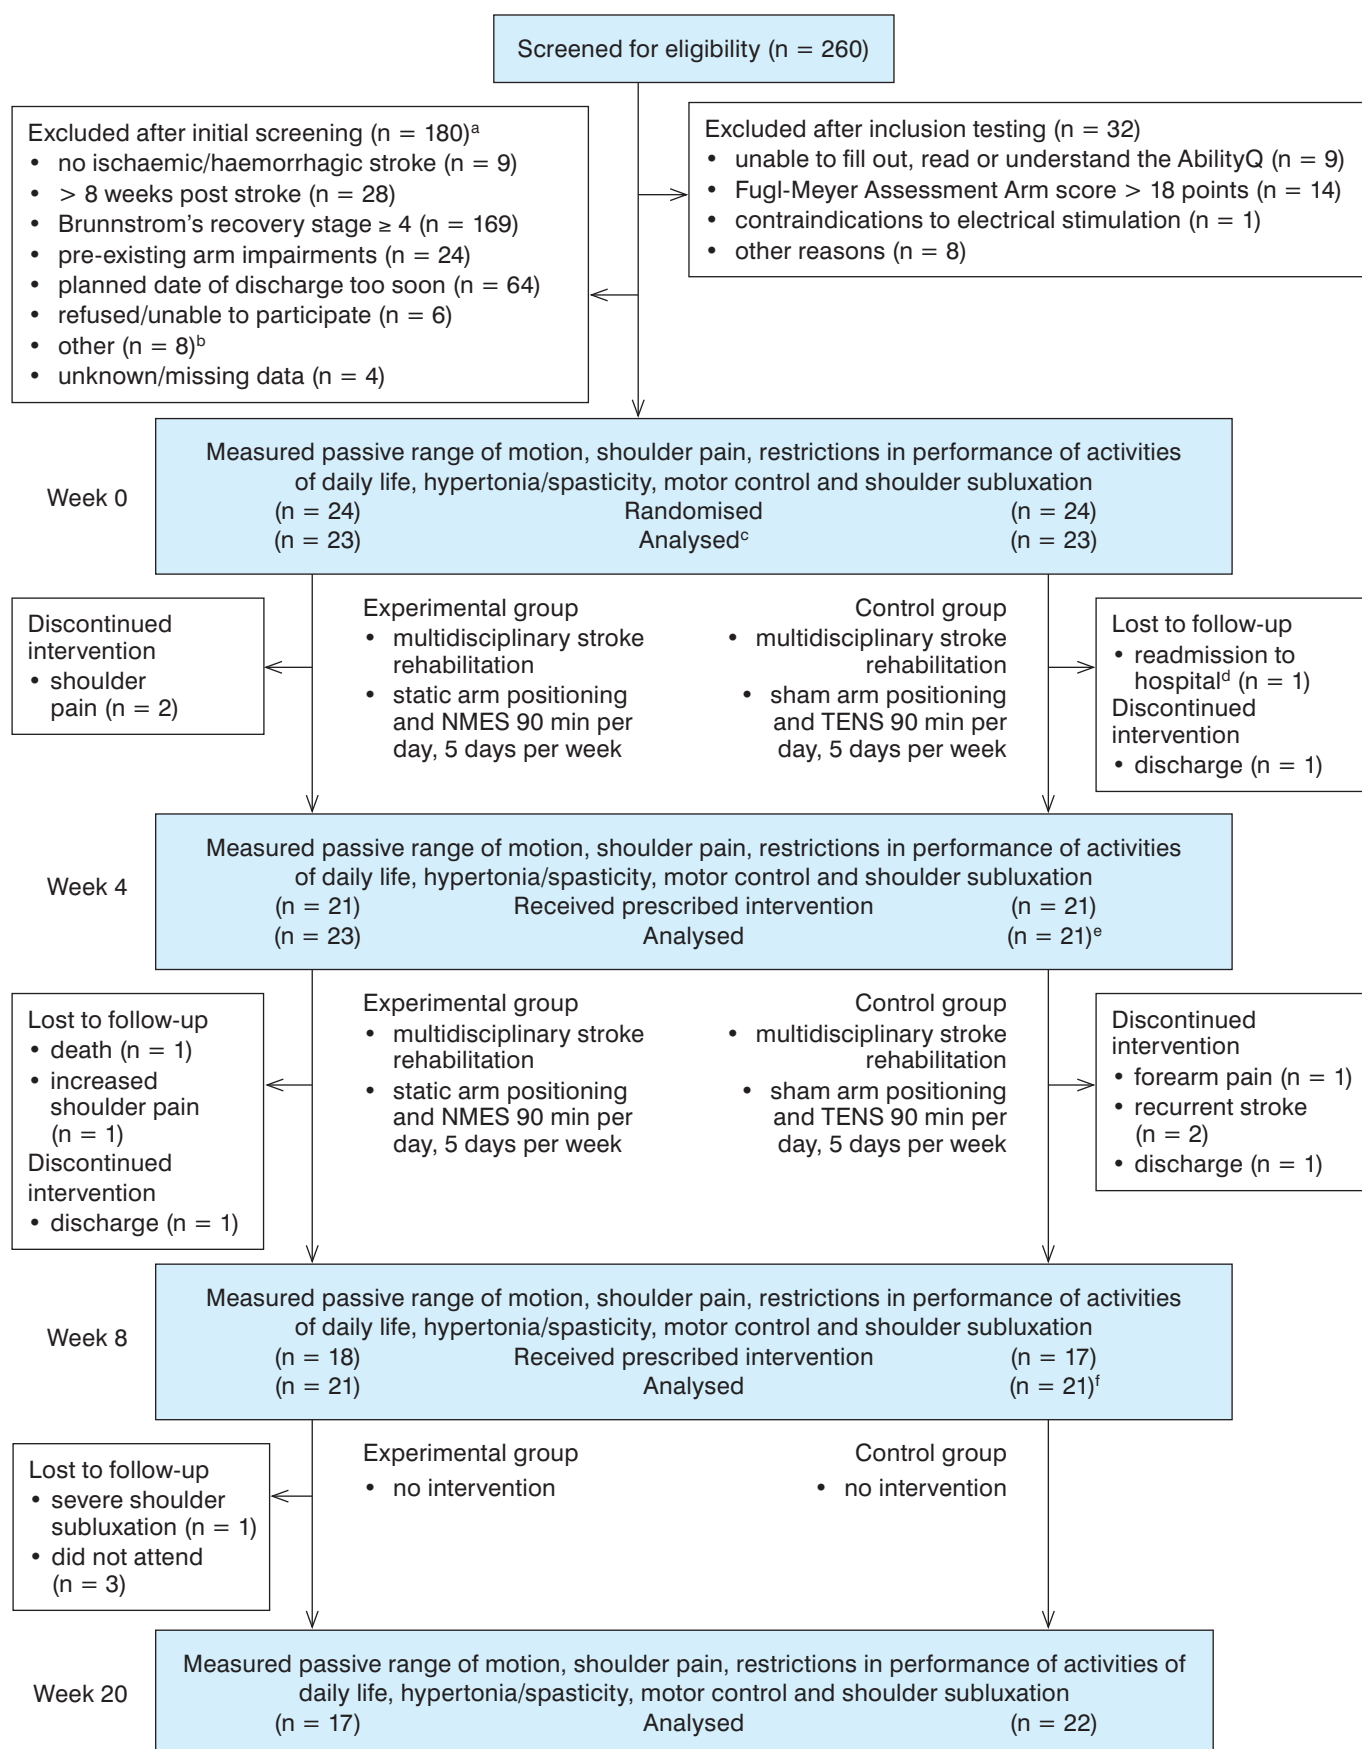 Screened for eligibility (n = 260)
Excluded after initial screening (n = 180)ᵃ
• no ischaemic/haemorrhagic stroke (n = 9)
• > 8 weeks post stroke (n = 28)
• Brunnstrom's recovery stage ≥ 4 (n = 169)
• pre-existing arm impairments (n = 24)
• planned date of discharge too soon (n = 64)
• refused/unable to participate (n = 6)
• other (n = 8)ᵇ
• unknown/missing data (n = 4)
Excluded after inclusion testing (n = 32)
• unable to fill out, read or understand the AbilityQ (n = 9)
• Fugl-Meyer Assessment Arm score > 18 points (n = 14)
• contraindications to electrical stimulation (n = 1)
• other reasons (n = 8)
Week 0
Measured passive range of motion, shoulder pain, restrictions in performance of activities
of daily life, hypertonia/spasticity, motor control and shoulder subluxation
(n = 24) Randomised (n = 24)
(n = 23) Analysedᶜ (n = 23)
Discontinued
intervention
• shoulder
pain (n = 2)
Experimental group
• multidisciplinary stroke
rehabilitation
• static arm positioning
and NMES 90 min per
day, 5 days per week
Control group
• multidisciplinary stroke
rehabilitation
• sham arm positioning
and TENS 90 min per
day, 5 days per week
Lost to follow-up
• readmission to
hospitalᵈ (n = 1)
Discontinued
intervention
• discharge (n = 1)
Week 4
Measured passive range of motion, shoulder pain, restrictions in performance of activities
of daily life, hypertonia/spasticity, motor control and shoulder subluxation
(n = 21) Received prescribed intervention (n = 21)
(n = 23) Analysed (n = 21)ᵉ
Lost to follow-up
• death (n = 1)
• increased
shoulder pain
(n = 1)
Discontinued
intervention
• discharge (n = 1)
Experimental group
• multidisciplinary stroke
rehabilitation
• static arm positioning
and NMES 90 min per
day, 5 days per week
Control group
• multidisciplinary stroke
rehabilitation
• sham arm positioning
and TENS 90 min per
day, 5 days per week
Discontinued
intervention
• forearm pain (n = 1)
• recurrent stroke
(n = 2)
• discharge (n = 1)
Week 8
Measured passive range of motion, shoulder pain, restrictions in performance of activities
of daily life, hypertonia/spasticity, motor control and shoulder subluxation
(n = 18) Received prescribed intervention (n = 17)
(n = 21) Analysed (n = 21)ᶠ
Lost to follow-up
• severe shoulder
subluxation (n = 1)
• did not attend
(n = 3)
Experimental group
• no intervention
Control group
• no intervention
Week 20
Measured passive range of motion, shoulder pain, restrictions in performance of activities of
daily life, hypertonia/spasticity, motor control and shoulder subluxation
(n = 17) Analysed (n = 22)